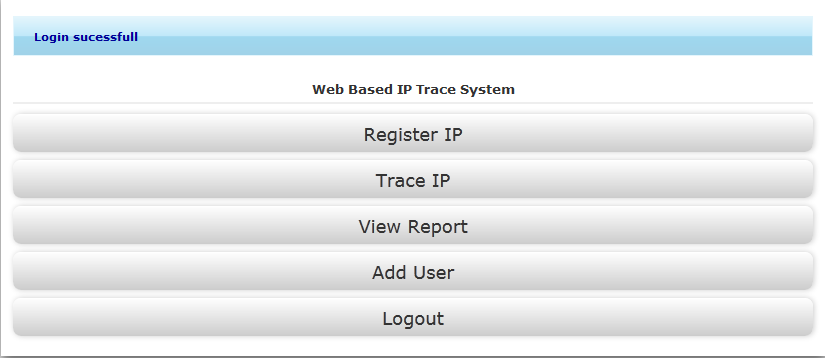 Login sucessfull
Web Based IP Trace System
Register IP
Trace IP
View Report
Add User
Logout